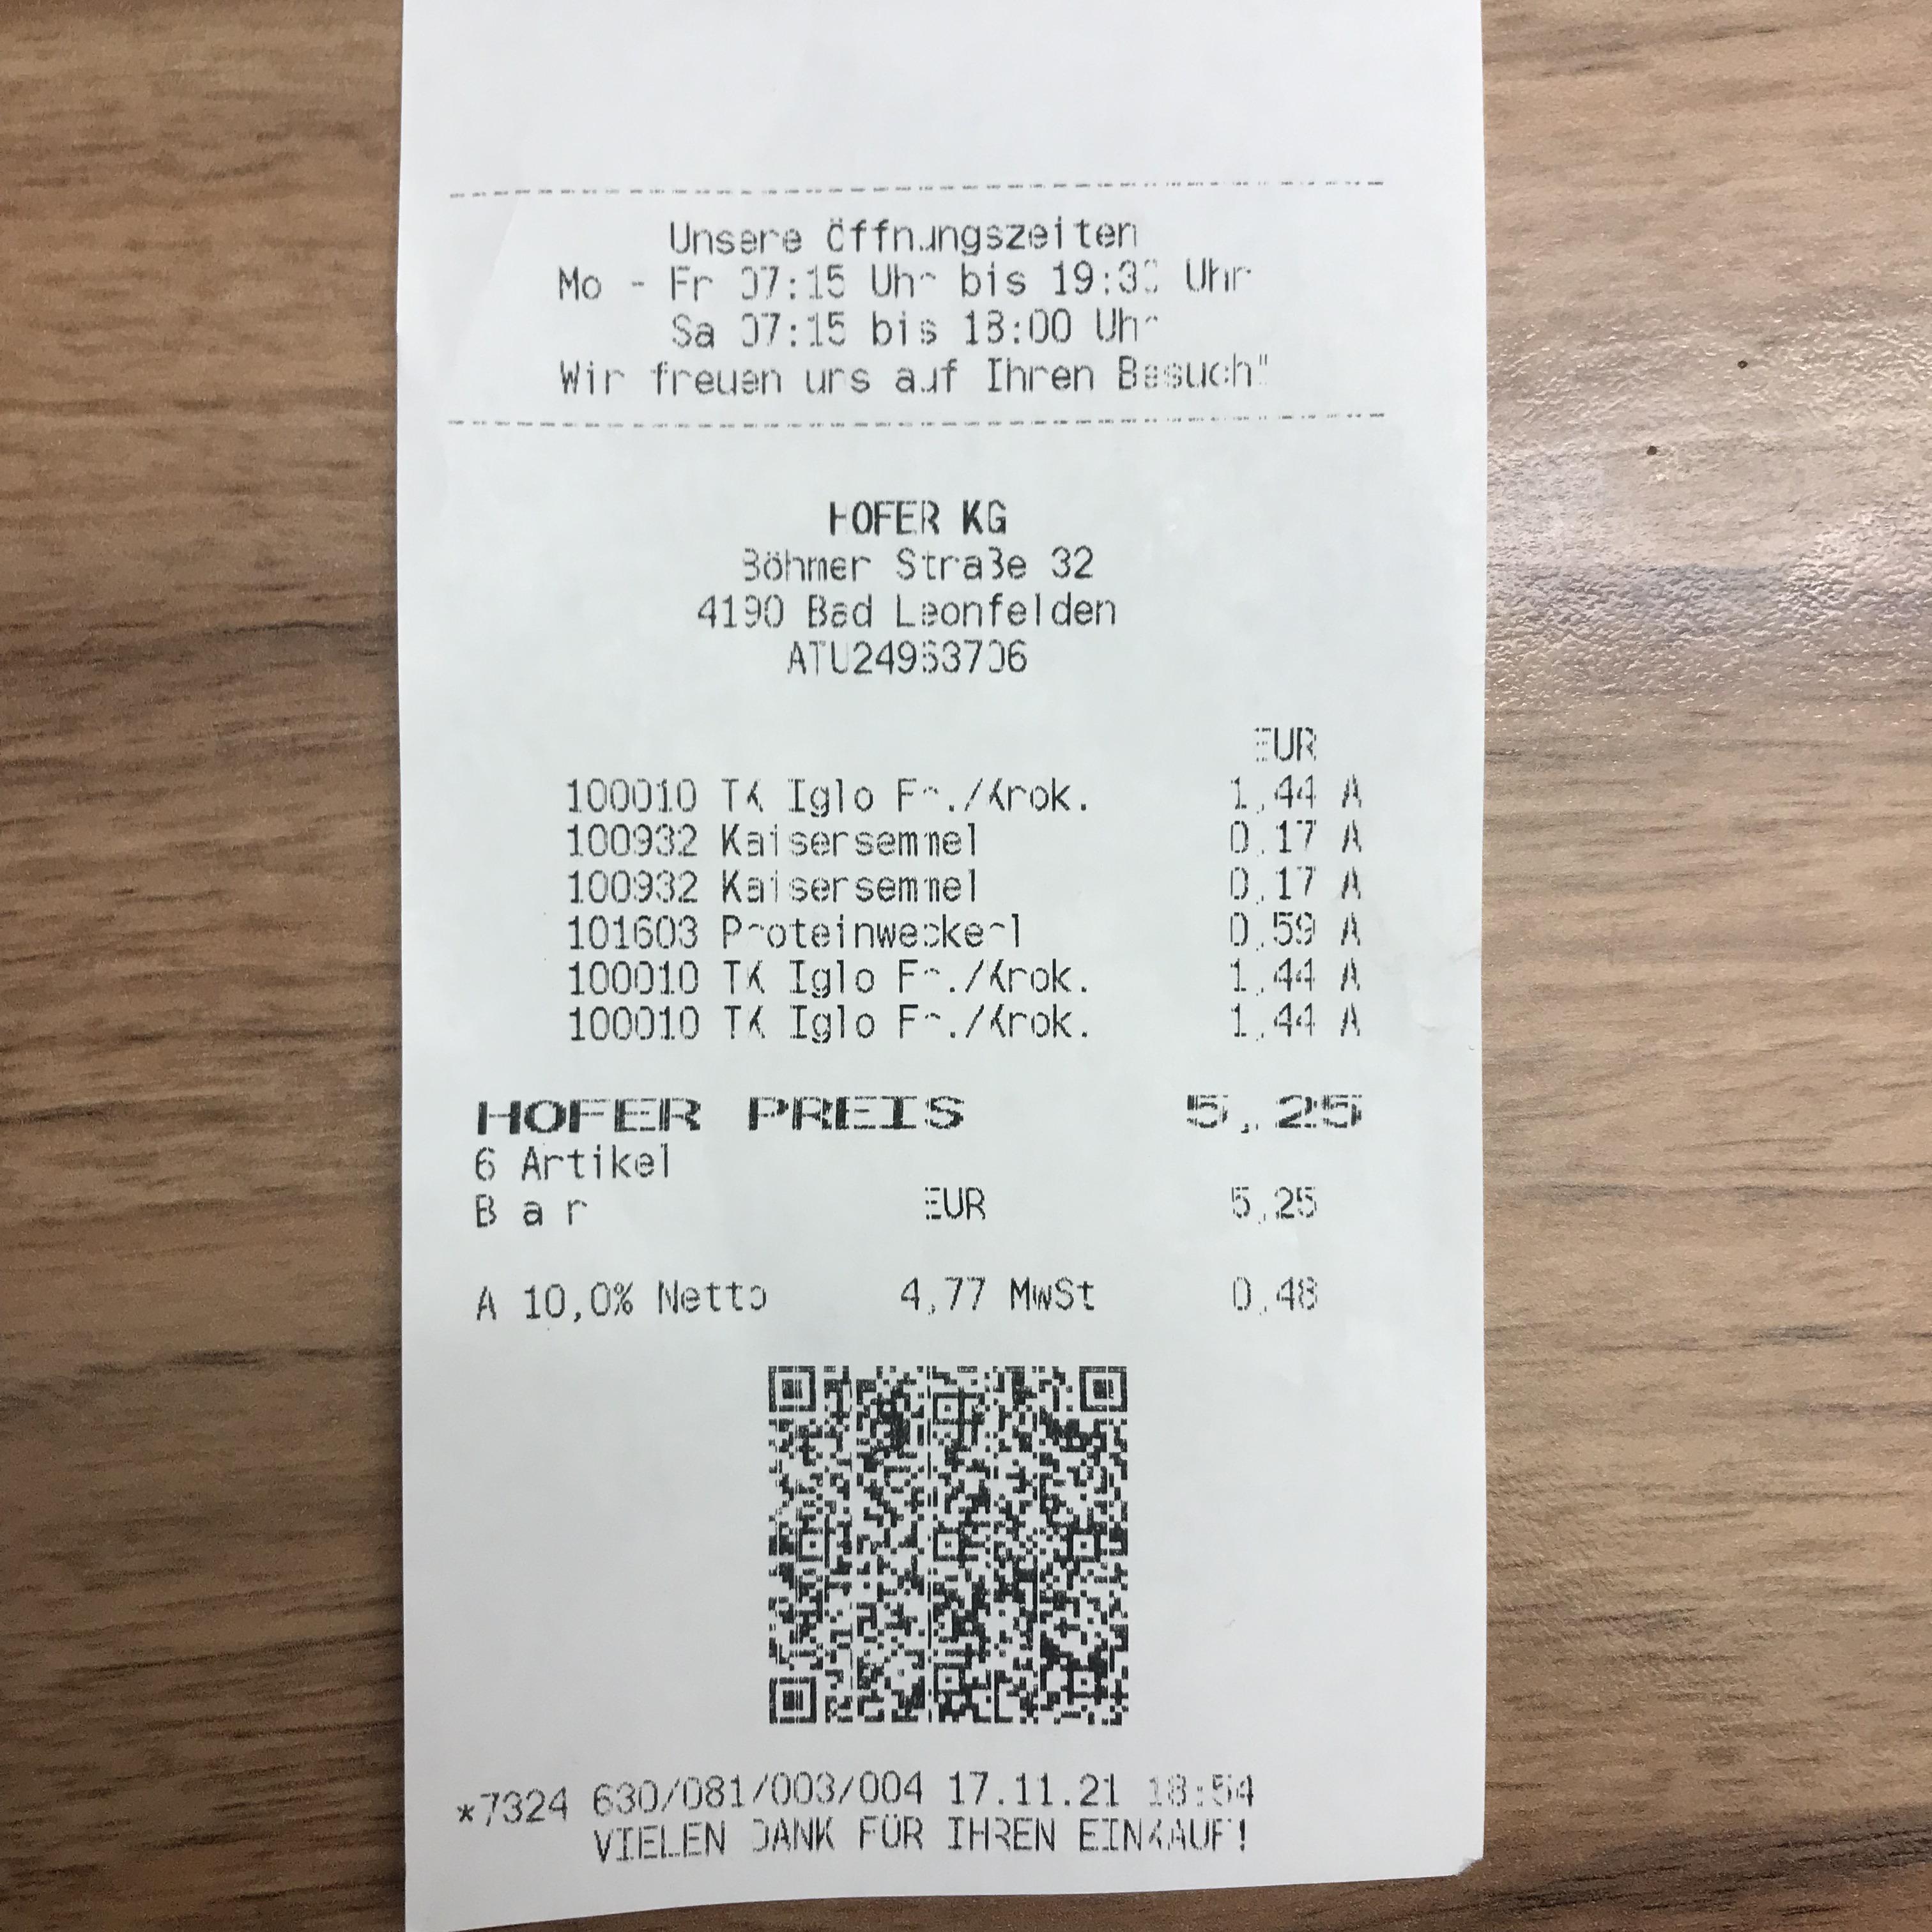 Unsere Öffnungszeiten
Mo - Fr 07:15 Uhr bis 19:30 Uhr
Sa 07:15 bis 18:00 Uhr
Wir freuen uns auf Ihren Besuch"
HOFER KG
Böhmer Straße 32
4190 Bad Leonfelden
ATU24963706
EUR
100010 TK Iglo Fr./Krok. 1,44 A
100932 Kaisersemmel 0,17 A
100932 Kaisersemmel 0,17 A
101603 Proteinweckerl 0,59 A
100010 TK Iglo Fr./Krok. 1,44 A
100010 TK Iglo Fr./Krok. 1,44 A
HOFER PREIS 5,25
6 Artikel
Bar EUR 5,25
A 10,0% Netto 4,77 MwSt 0,48
*7324 630/081/003/004 17.11.21 18:54
VIELEN DANK FÜR IHREN EINKAUF!